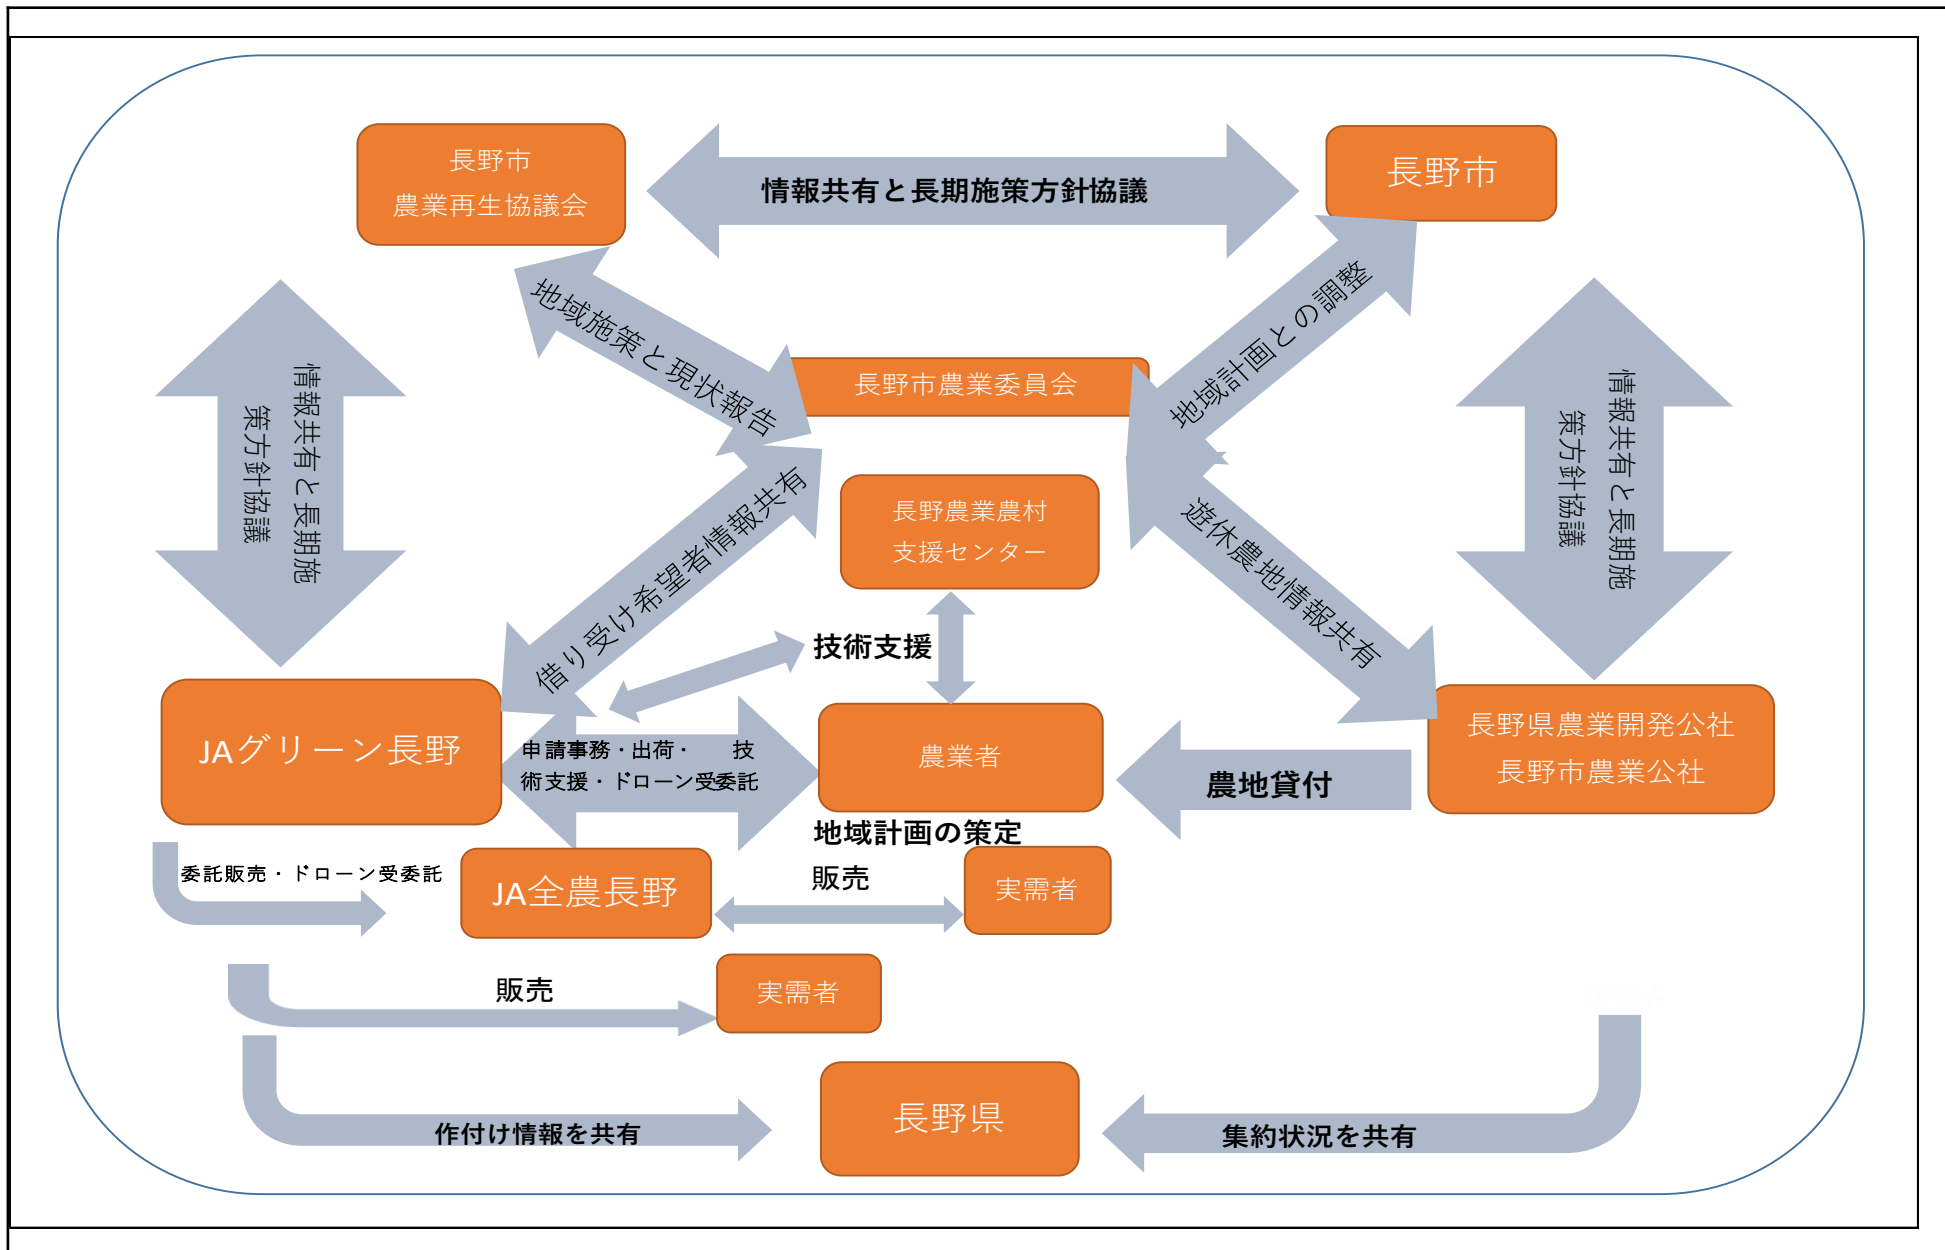 長野市
農業再生協議会
情報共有と長期施策方針協議
長野市
地域施策と現状報告
地域計画との調整
長野市農業委員会
情報共有と長期施
策方針協議
情報共有と長期施
策方針協議
借り受け希望者情報共有
長野農業農村
支援センター
遊休農地情報共有
技術支援
JAグリーン長野
申請事務・出荷・ 技
術支援・ドローン受委託
農業者
農地貸付
長野県農業開発公社
長野市農業公社
地域計画の策定
委託販売・ドローン受委託
JA全農長野
販売
実需者
販売
実需者
長野県
作付け情報を共有
集約状況を共有